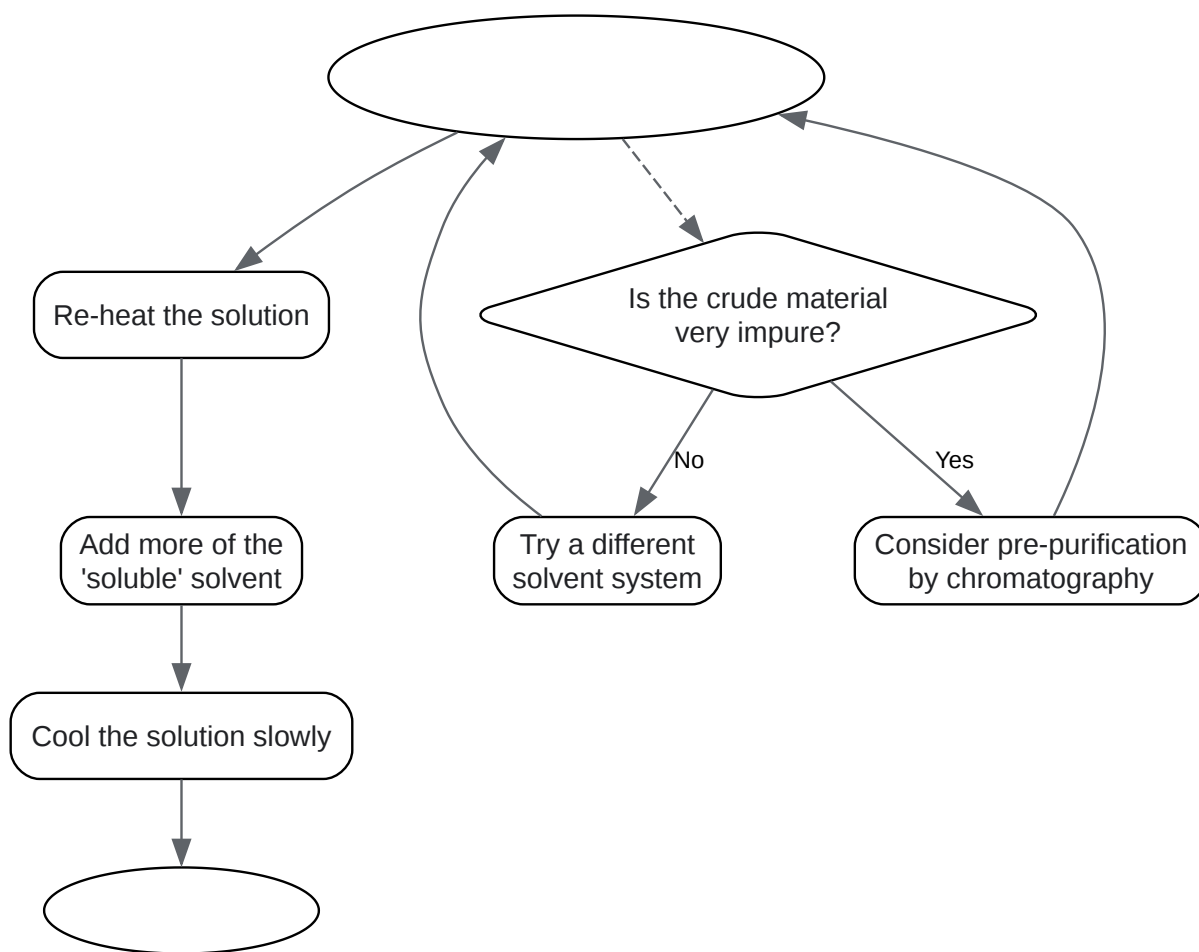 Re-heat the solution
Is the crude material
very impure?
No
Yes
Add more of the
'soluble' solvent
Try a different
solvent system
Consider pre-purification
by chromatography
Cool the solution slowly